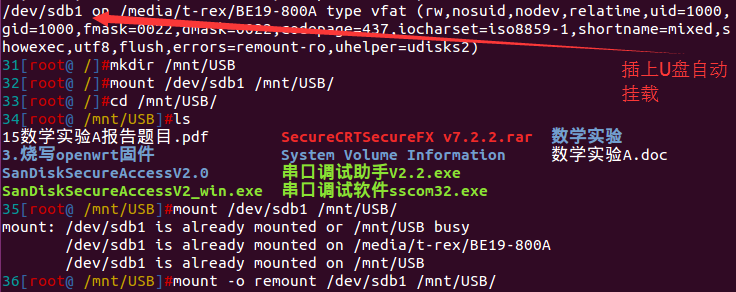 /dev/sdb1 on /media/t-rex/BE19-800A type vfat (rw,nosuid,nodev,relatime,uid=1000,
gid=1000,fmask=0022,dmask=0022,codepage=437,iocharset=iso8859-1,shortname=mixed,s
howexec,utf8,flush,errors=remount-ro,uhelper=udisks2)
插上U盘自动
挂载
31[root@ /]#mkdir /mnt/USB
32[root@ /]#mount /dev/sdb1 /mnt/USB/
33[root@ /]#cd /mnt/USB/
34[root@ /mnt/USB]#ls
15数学实验A报告题目.pdf SecureCRTSecureFX v7.2.2.rar 数学实验
3.烧写openwrt固件 System Volume Information 数学实验A.doc
SanDiskSecureAccessV2.0 串口调试助手V2.2.exe
SanDiskSecureAccessV2_win.exe 串口调试软件sscom32.exe
35[root@ /mnt/USB]#mount /dev/sdb1 /mnt/USB/
mount: /dev/sdb1 is already mounted or /mnt/USB busy
/dev/sdb1 is already mounted on /media/t-rex/BE19-800A
/dev/sdb1 is already mounted on /mnt/USB
36[root@ /mnt/USB]#mount -o remount /dev/sdb1 /mnt/USB/